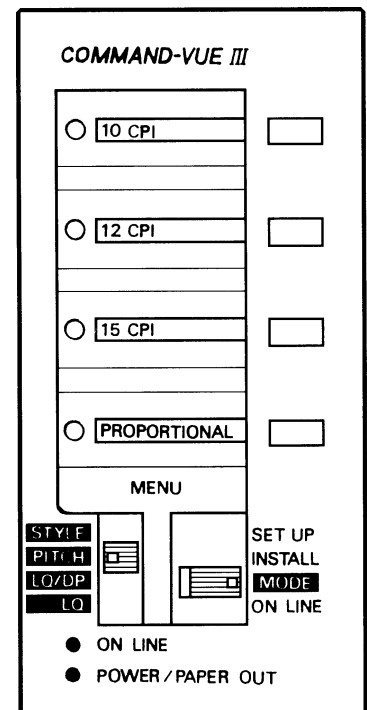 COMMAND-VUE III
10 CPI
12 CPI
15 CPI
PROPORTIONAL
MENU
STYLE
PITCH
LQ/DP
LQ
SET UP
INSTALL
MODE
ON LINE
ON LINE
POWER/PAPER OUT